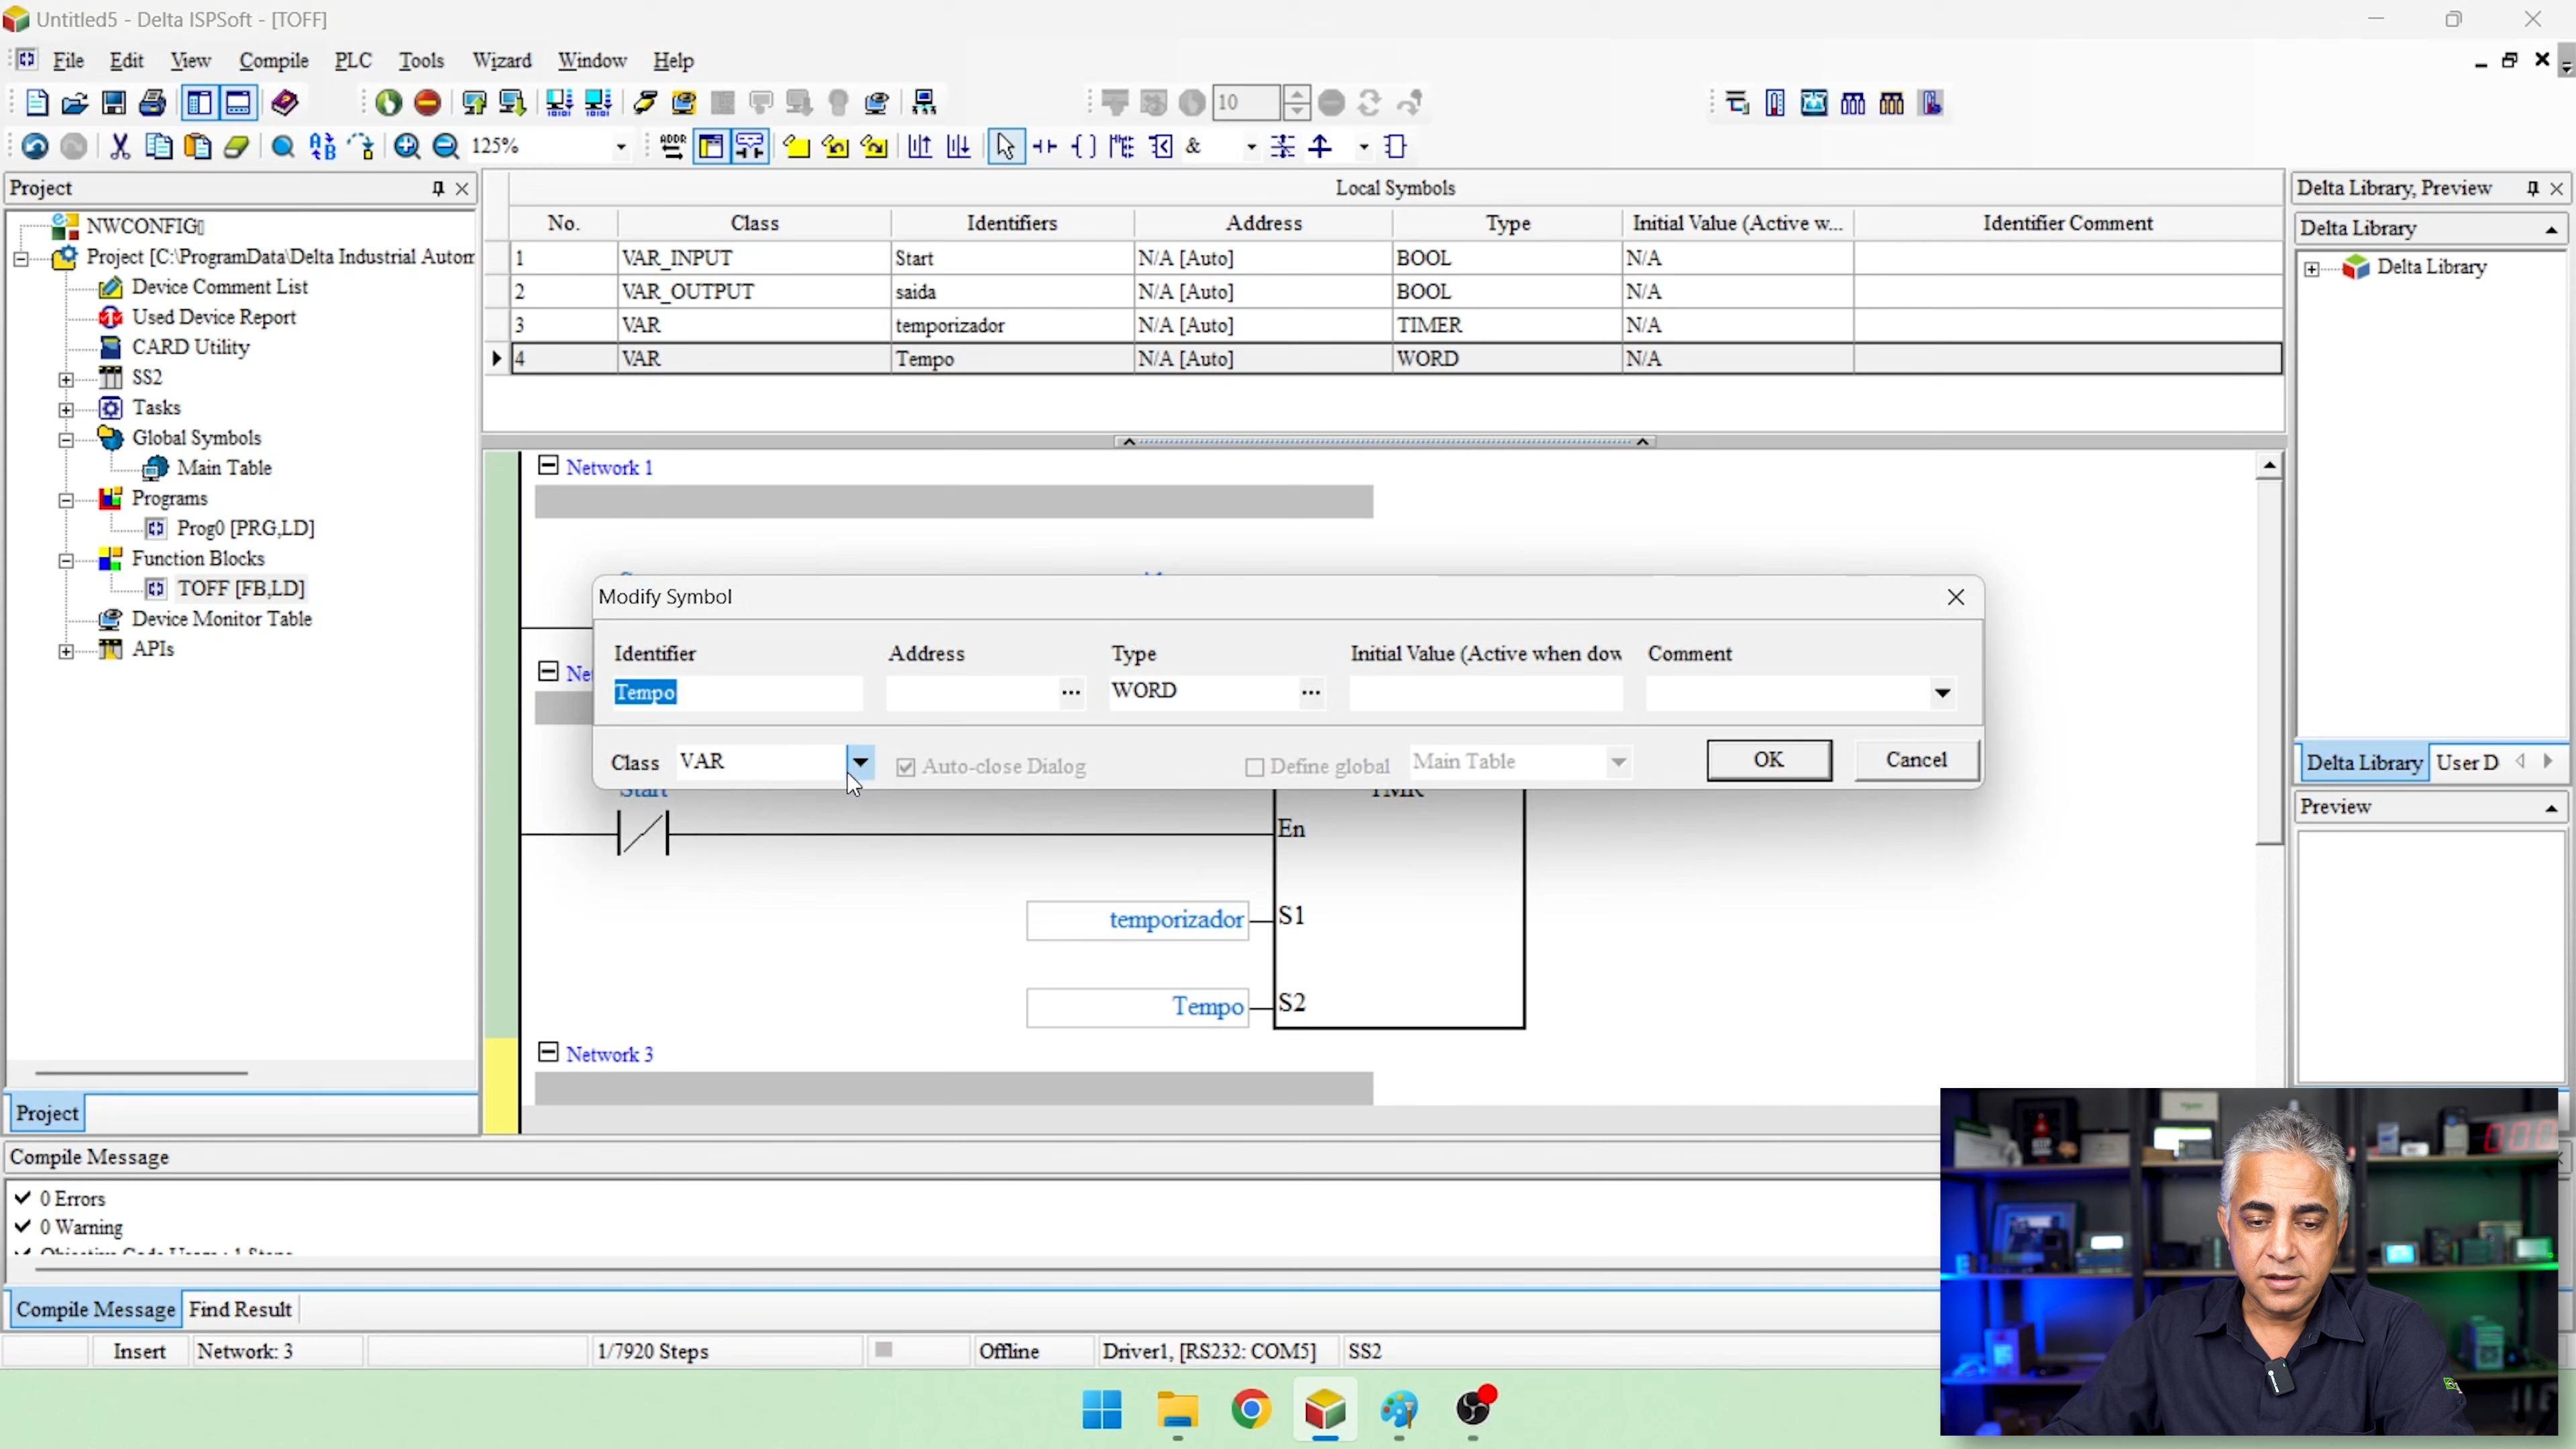 Untitled5 - Delta ISPSoft - [TOFF]
File Edit View Compile PLC Tools Wizard Window Help
10
125%
ADDR
&
Project
NWCONFIG
Project [C:\ProgramData\Delta Industrial Autom
Device Comment List
Used Device Report
CARD Utility
SS2
Tasks
Global Symbols
Main Table
Programs
Prog0 [PRG,LD]
Function Blocks
TOFF [FB,LD]
Device Monitor Table
APIs
Project
Local Symbols
No. Class Identifiers Address Type Initial Value (Active w... Identifier Comment
1 VAR_INPUT Start N/A [Auto] BOOL N/A
2 VAR_OUTPUT saida N/A [Auto] BOOL N/A
3 VAR temporizador N/A [Auto] TIMER N/A
4 VAR Tempo N/A [Auto] WORD N/A
Network 1
Modify Symbol
Identifier Address Type Initial Value (Active when dow Comment
Tempo ... WORD ...
Class VAR Auto-close Dialog Define global Main Table OK Cancel
Start TMR
En
temporizador S1
Tempo S2
Network 3
Delta Library, Preview
Delta Library
Delta Library
Delta Library User D
Preview
Compile Message
0 Errors
0 Warning
Compile Message Find Result
Insert Network: 3 1/7920 Steps Offline Driver1, [RS232: COM5] SS2